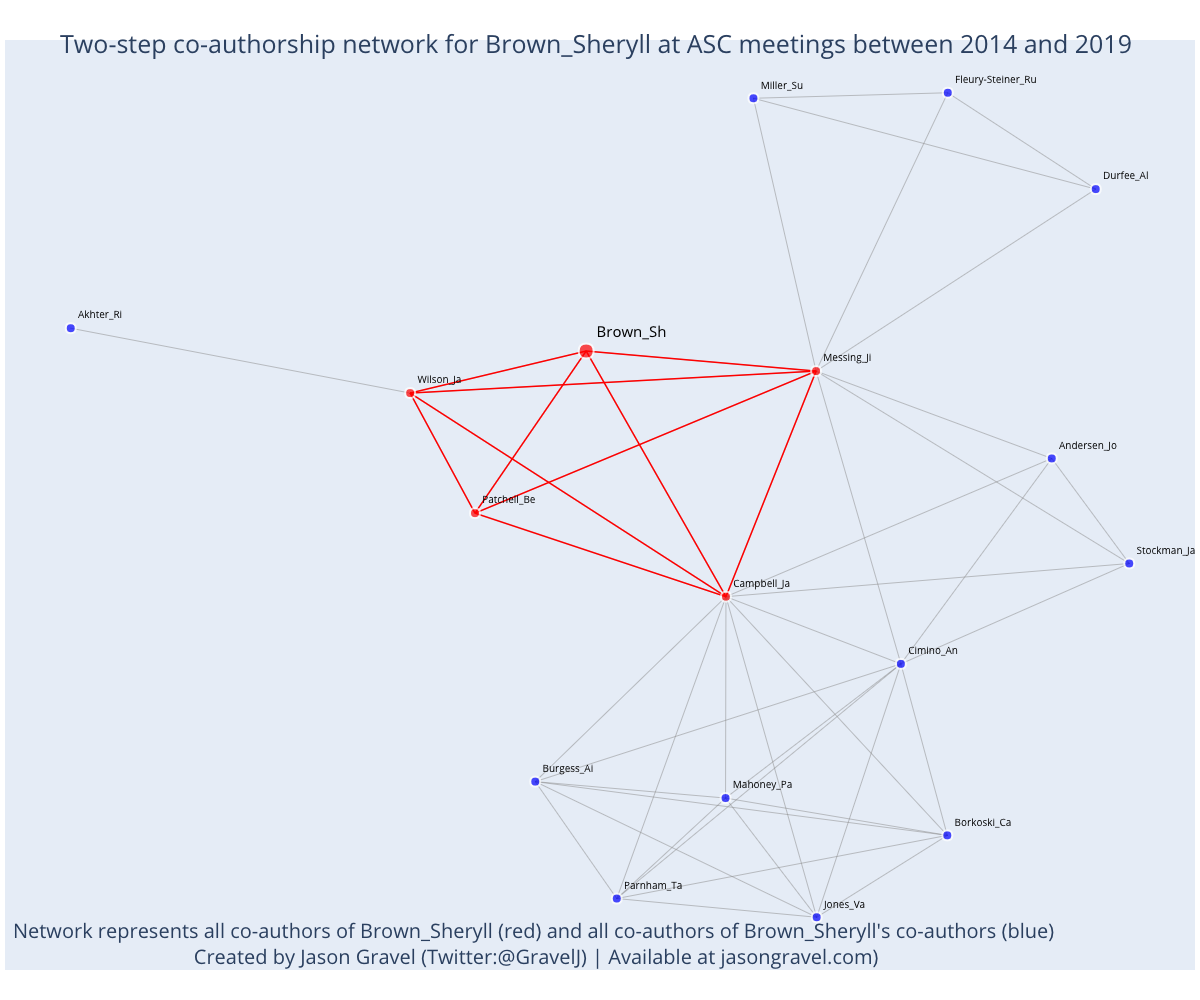 Two-step co-authorship network for Brown_Sheryll at ASC meetings between 2014 and 2019
Miller_Su
Fleury-Steiner_Ru
Durfee_Al
Akhter_Ri
Brown_Sh
Messing_Ji
Wilson_Ja
Andersen_Jo
Patchell_Be
Stockman_Ja
Campbell_Ja
Cimino_An
Burgess_Ai
Mahoney_Pa
Borkoski_Ca
Parnham_Ta
Jones_Va
Network represents all co-authors of Brown_Sheryll (red) and all co-authors of Brown_Sheryll's co-authors (blue)
Created by Jason Gravel (Twitter:@GravelJ) | Available at jasongravel.com)